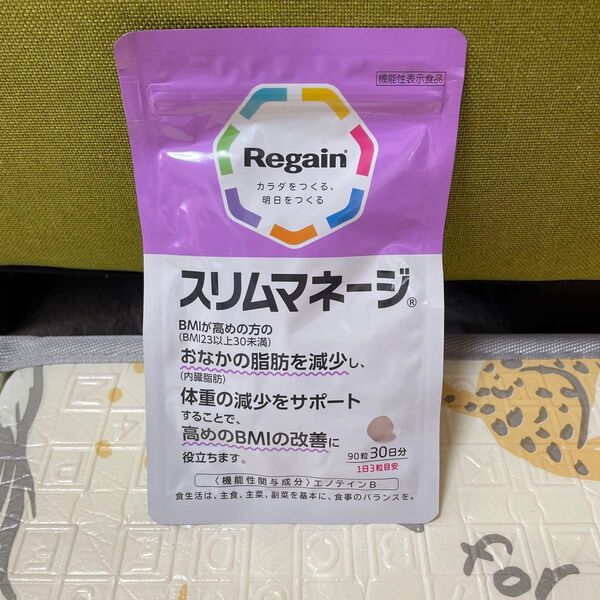 機能性表示食品
Regain®
カラダをつくる、
明日をつくる
スリムマネージ®
BMIが高めの方の
(BMI23以上30未満)
おなかの脂肪を減少し、
(内臓脂肪)
体重の減少をサポート
することで、
高めのBMIの改善に
役立ちます。
90粒 30日分
1日3粒目安
〈機能性関与成分〉エノテインB
食生活は、主食、主菜、副菜を基本に、食事のバランスを。
for